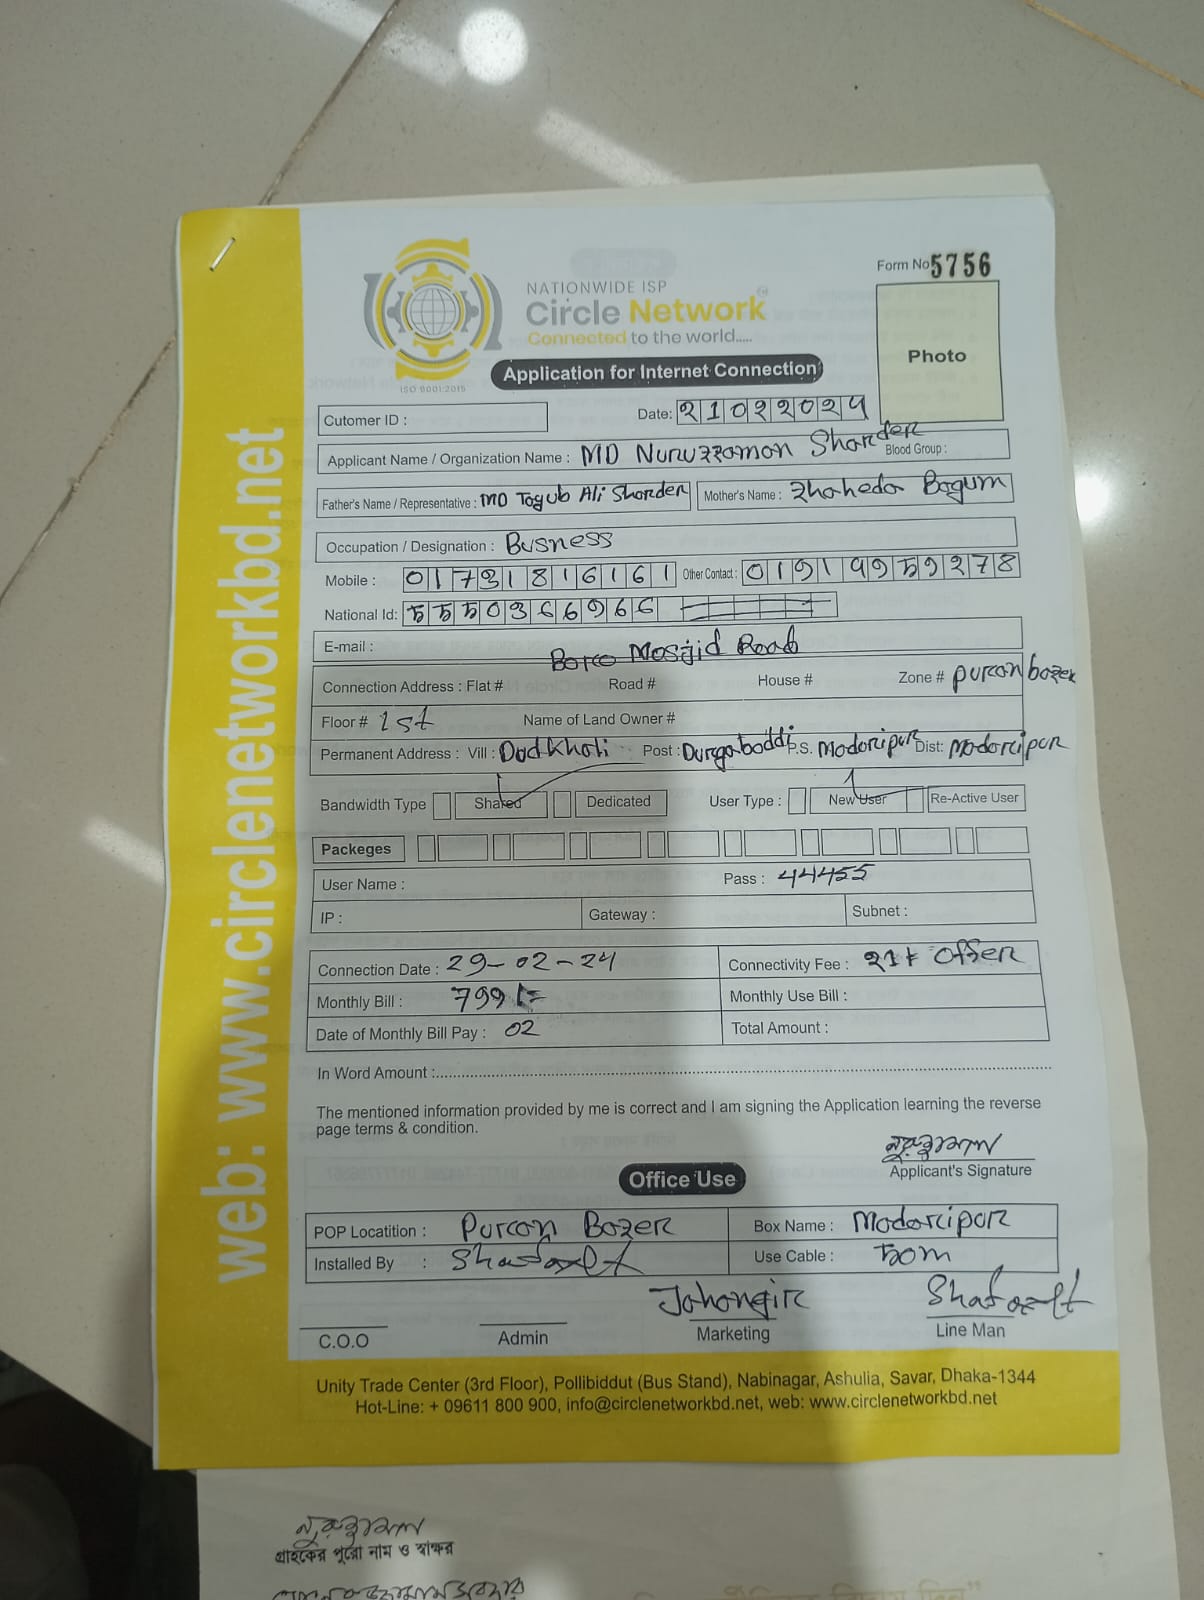 Form No 5756
NATIONWIDE ISP
Circle Network
Connected to the world.....
ISO 9001:2015
Photo
Application for Internet Connection
Cutomer ID :
Date: 21022024
Applicant Name / Organization Name : MD Nuruzzamon Sharder Blood Group :
Father's Name / Representative : MD Toyub Ali Sharder Mother's Name : Zhaheda Begum
Occupation / Designation : Busness
Mobile : 01731816161 Other Contact : 01919959278
National Id: 5550366966
E-mail :
Boro Mosjid Road
Connection Address : Flat # Road # House # Zone # puron bozer
Floor # 1st Name of Land Owner #
Permanent Address : Vill : Dudkhali Post : Durgaboddi P.S. Modoripur Dist: Modoripur
Bandwidth Type Shared Dedicated User Type : New User Re-Active User
Packeges
User Name : Pass : 44455
IP : Gateway : Subnet :
Connection Date : 29-02-24 Connectivity Fee : 21৳ Offer
Monthly Bill : 799/= Monthly Use Bill :
Date of Monthly Bill Pay : 02 Total Amount :
In Word Amount :
The mentioned information provided by me is correct and I am signing the Application learning the reverse
page terms & condition.
Applicant's Signature
Office Use
POP Locatition : Puron Bozer Box Name : Modoripur
Installed By : Use Cable : 50m
Johongir
C.O.O Admin Marketing Line Man
Unity Trade Center (3rd Floor), Pollibiddut (Bus Stand), Nabinagar, Ashulia, Savar, Dhaka-1344
Hot-Line: + 09611 800 900, info@circlenetworkbd.net, web: www.circlenetworkbd.net
web: www.circlenetworkbd.net
গ্রাহকের পুরো নাম ও স্বাক্ষর